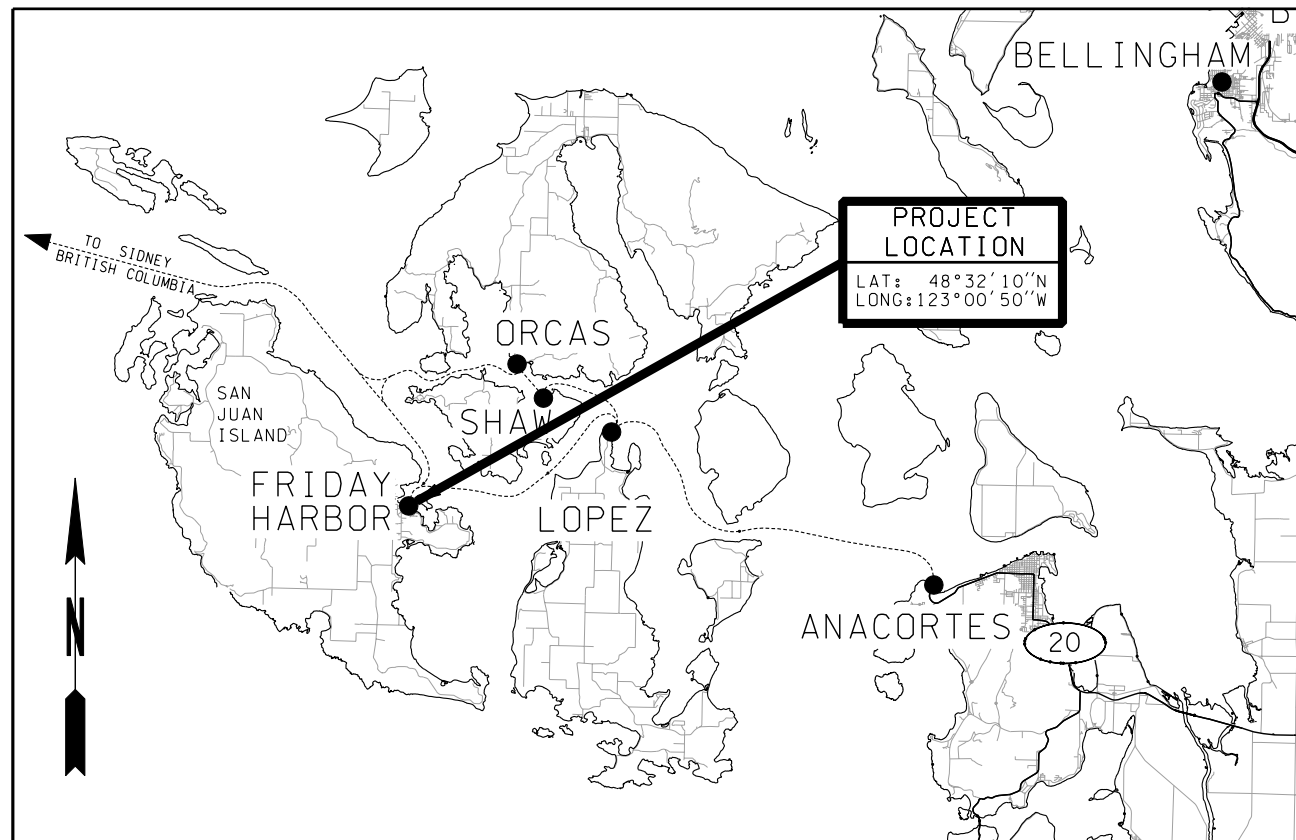 BELLINGHAM
PROJECT
LOCATION
LAT: 48°32'10"N
LONG:123°00'50"W
TO SIDNEY
BRITISH COLUMBIA
ORCAS
SAN
JUAN
ISLAND
SHAW
FRIDAY
HARBOR
LOPEZ
N
ANACORTES
20